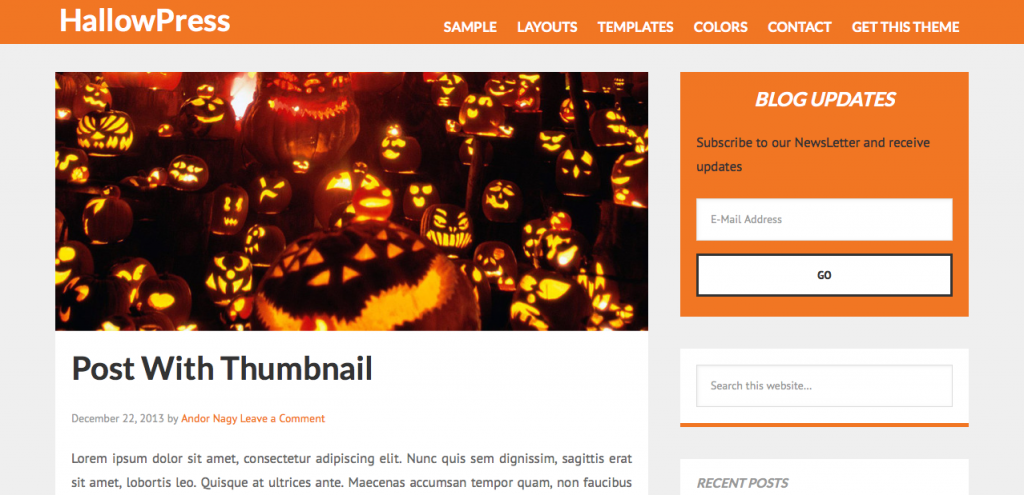 HallowPress
SAMPLE LAYOUTS TEMPLATES COLORS CONTACT GET THIS THEME
Post With Thumbnail
December 22, 2013 by Andor Nagy Leave a Comment
Lorem ipsum dolor sit amet, consectetur adipiscing elit. Nunc quis sem dignissim, sagittis erat
sit amet, lobortis leo. Quisque at ultrices ante. Maecenas accumsan tempor quam, non faucibus
BLOG UPDATES
Subscribe to our NewsLetter and receive
updates
E-Mail Address
GO
Search this website...
RECENT POSTS